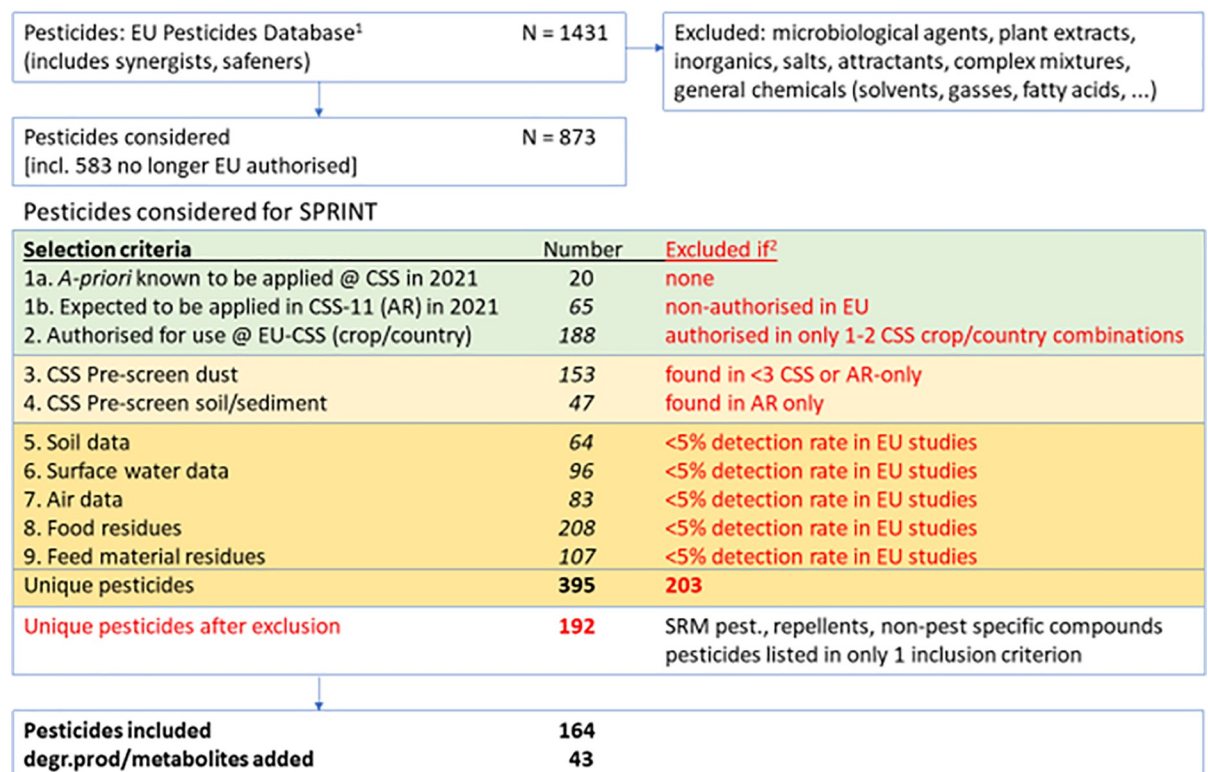 Pesticides: EU Pesticides Database¹ N = 1431
(includes synergists, safeners)
Excluded: microbiological agents, plant extracts,
inorganics, salts, attractants, complex mixtures,
general chemicals (solvents, gasses, fatty acids, ...)
Pesticides considered N = 873
[incl. 583 no longer EU authorised]
Pesticides considered for SPRINT
Selection criteria Number Excluded if²
1a. A-priori known to be applied @ CSS in 2021 20 none
1b. Expected to be applied in CSS-11 (AR) in 2021 65 non-authorised in EU
2. Authorised for use @ EU-CSS (crop/country) 188 authorised in only 1-2 CSS crop/country combinations
3. CSS Pre-screen dust 153 found in <3 CSS or AR-only
4. CSS Pre-screen soil/sediment 47 found in AR only
5. Soil data 64 <5% detection rate in EU studies
6. Surface water data 96 <5% detection rate in EU studies
7. Air data 83 <5% detection rate in EU studies
8. Food residues 208 <5% detection rate in EU studies
9. Feed material residues 107 <5% detection rate in EU studies
Unique pesticides 395 203
Unique pesticides after exclusion 192 SRM pest., repellents, non-pest specific compounds
pesticides listed in only 1 inclusion criterion
Pesticides included 164
degr.prod/metabolites added 43